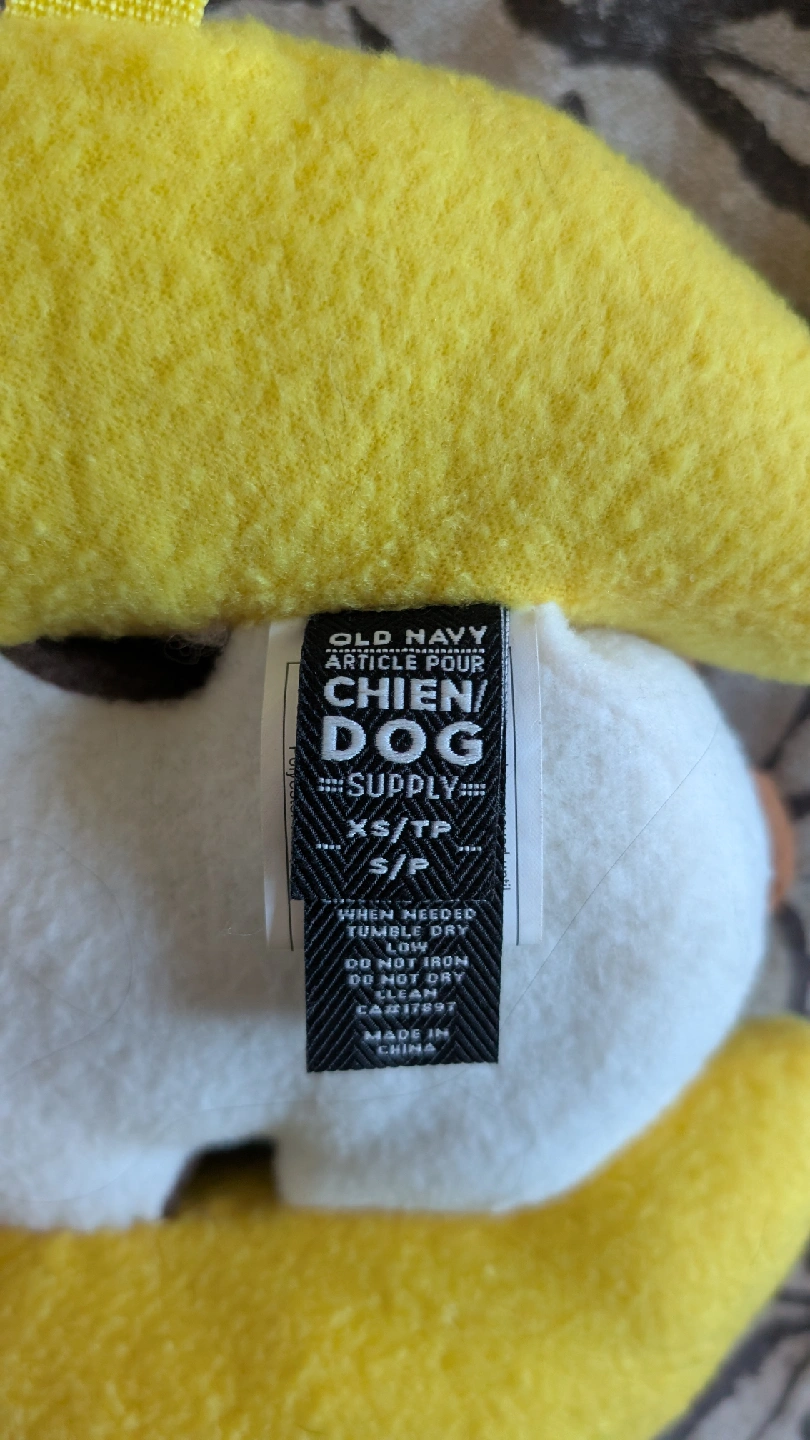 OLD NAVY
ARTICLE POUR
CHIEN/
DOG
SUPPLY
XS/TP
S/P
WHEN NEEDED
TUMBLE DRY
LOW
DO NOT IRON
DO NOT DRY
CLEAN
CA#17897
MADE IN
CHINA